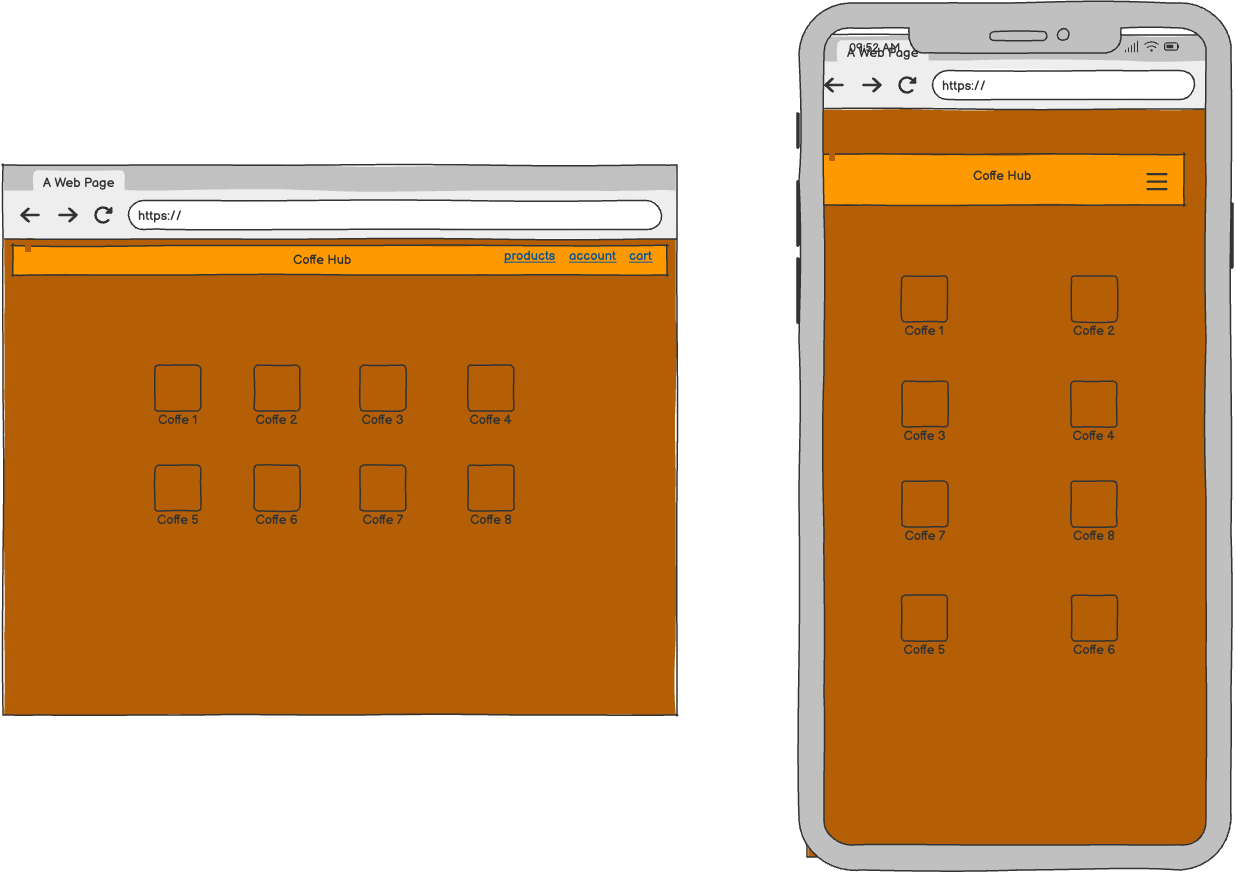 A Web Page
https://
Coffe Hub products account cart
Coffe 1 Coffe 2 Coffe 3 Coffe 4
Coffe 5 Coffe 6 Coffe 7 Coffe 8
09:52 AM
A Web Page
https://
Coffe Hub
Coffe 1 Coffe 2
Coffe 3 Coffe 4
Coffe 7 Coffe 8
Coffe 5 Coffe 6